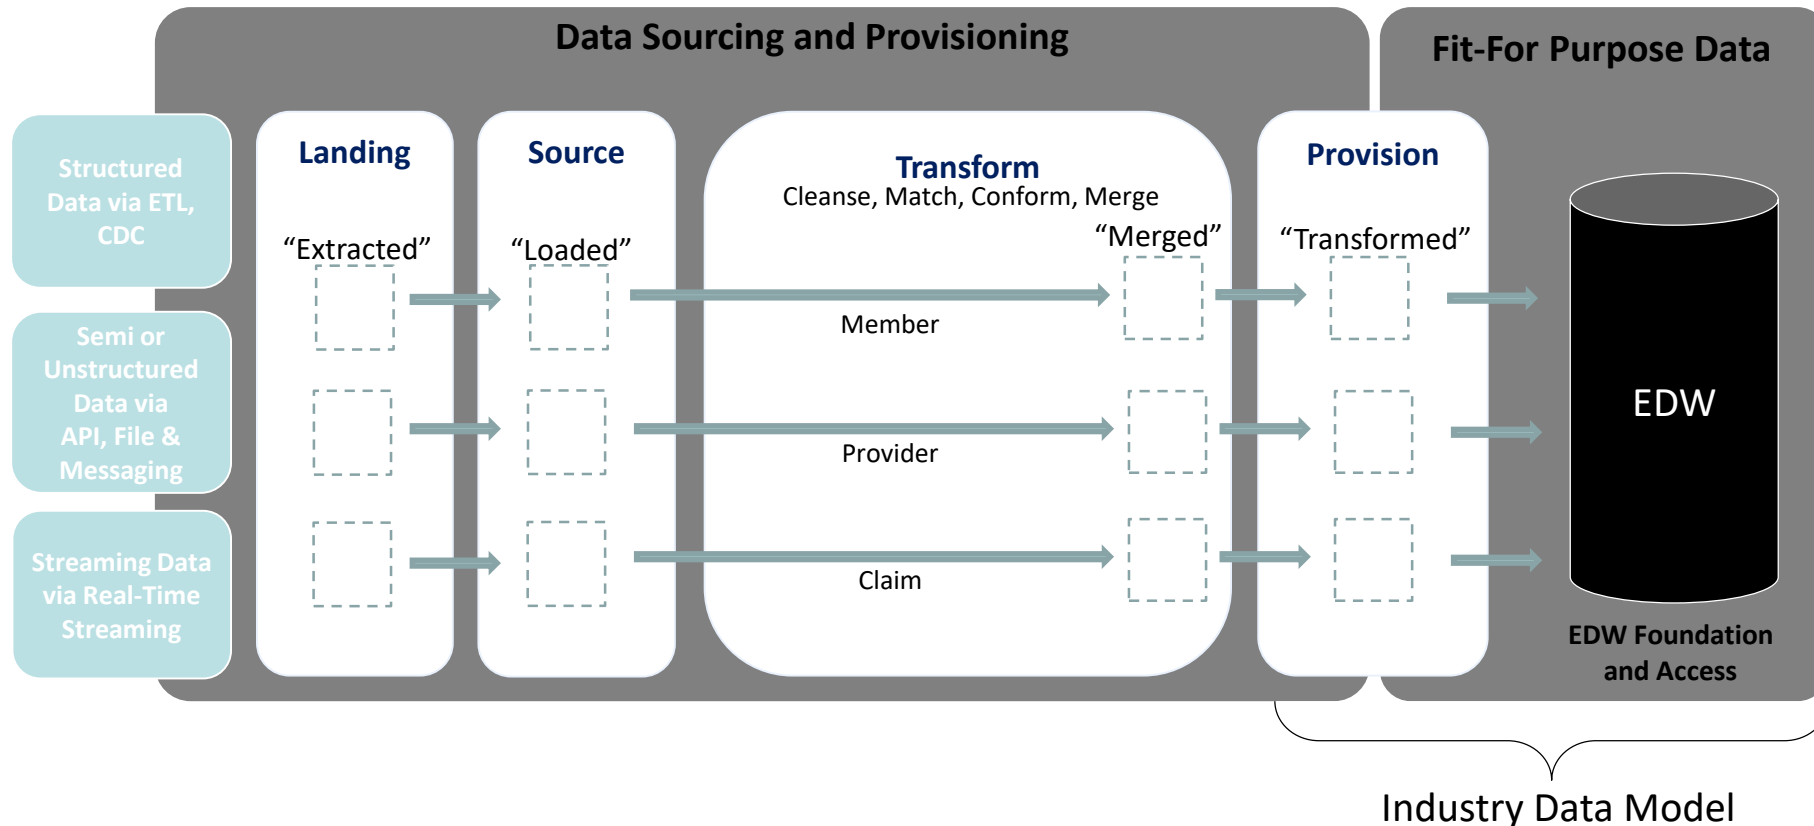 Data Sourcing and Provisioning
Fit-For Purpose Data
Structured
Data via ETL,
CDC
Semi or
Unstructured
Data via
API, File &
Messaging
Streaming Data
via Real-Time
Streaming
Landing
“Extracted”
Source
“Loaded”
Transform
Cleanse, Match, Conform, Merge
“Merged”
Member
Provider
Claim
Provision
“Transformed”
EDW
EDW Foundation
and Access
Industry Data Model